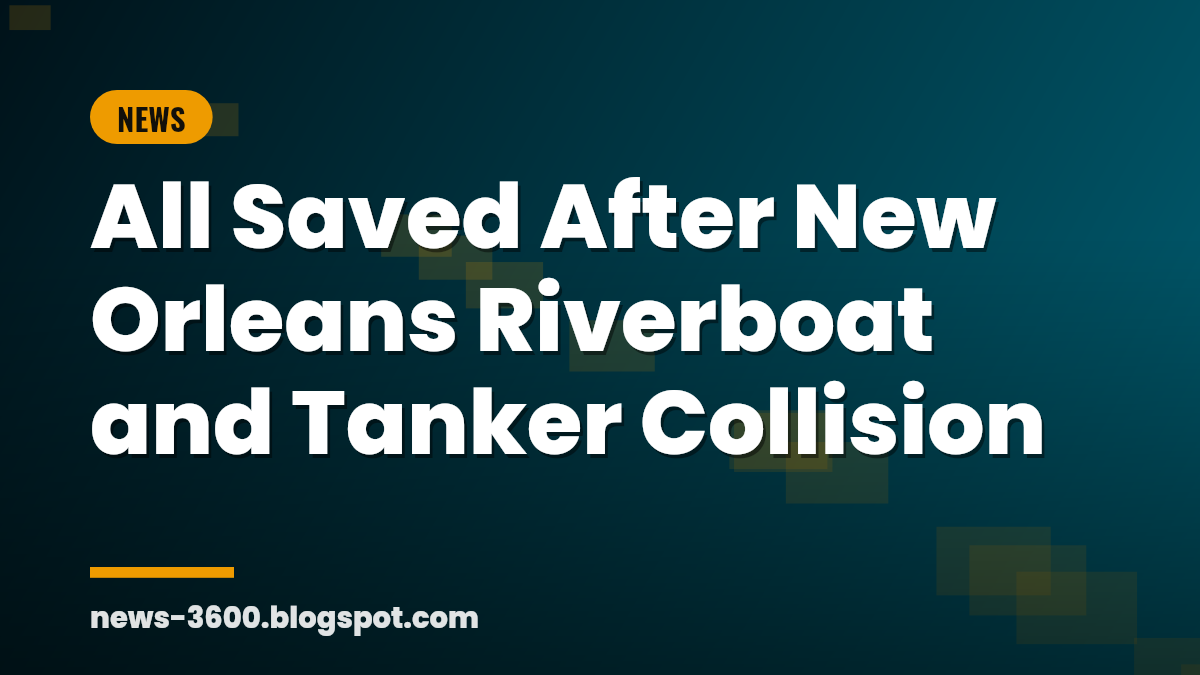 NEWS
All Saved After New
Orleans Riverboat
and Tanker Collision
news-3600.blogspot.com